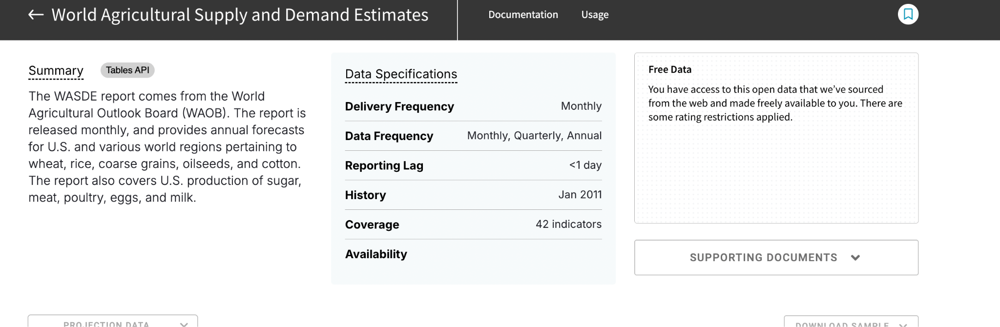 World Agricultural Supply and Demand Estimates
Documentation
Usage
Summary
Tables API
The WASDE report comes from the World
Agricultural Outlook Board (WAOB). The report is
released monthly, and provides annual forecasts
for U.S. and various world regions pertaining to
wheat, rice, coarse grains, oilseeds, and cotton.
The report also covers U.S. production of sugar,
meat, poultry, eggs, and milk.
Data Specifications
Delivery Frequency Monthly
Data Frequency Monthly, Quarterly, Annual
Reporting Lag <1 day
History Jan 2011
Coverage 42 indicators
Availability
Free Data
You have access to this open data that we’ve sourced
from the web and made freely available to you. There are
some rating restrictions applied.
SUPPORTING DOCUMENTS
PROJECTION DATA
DOWNLOAD SAMPLE